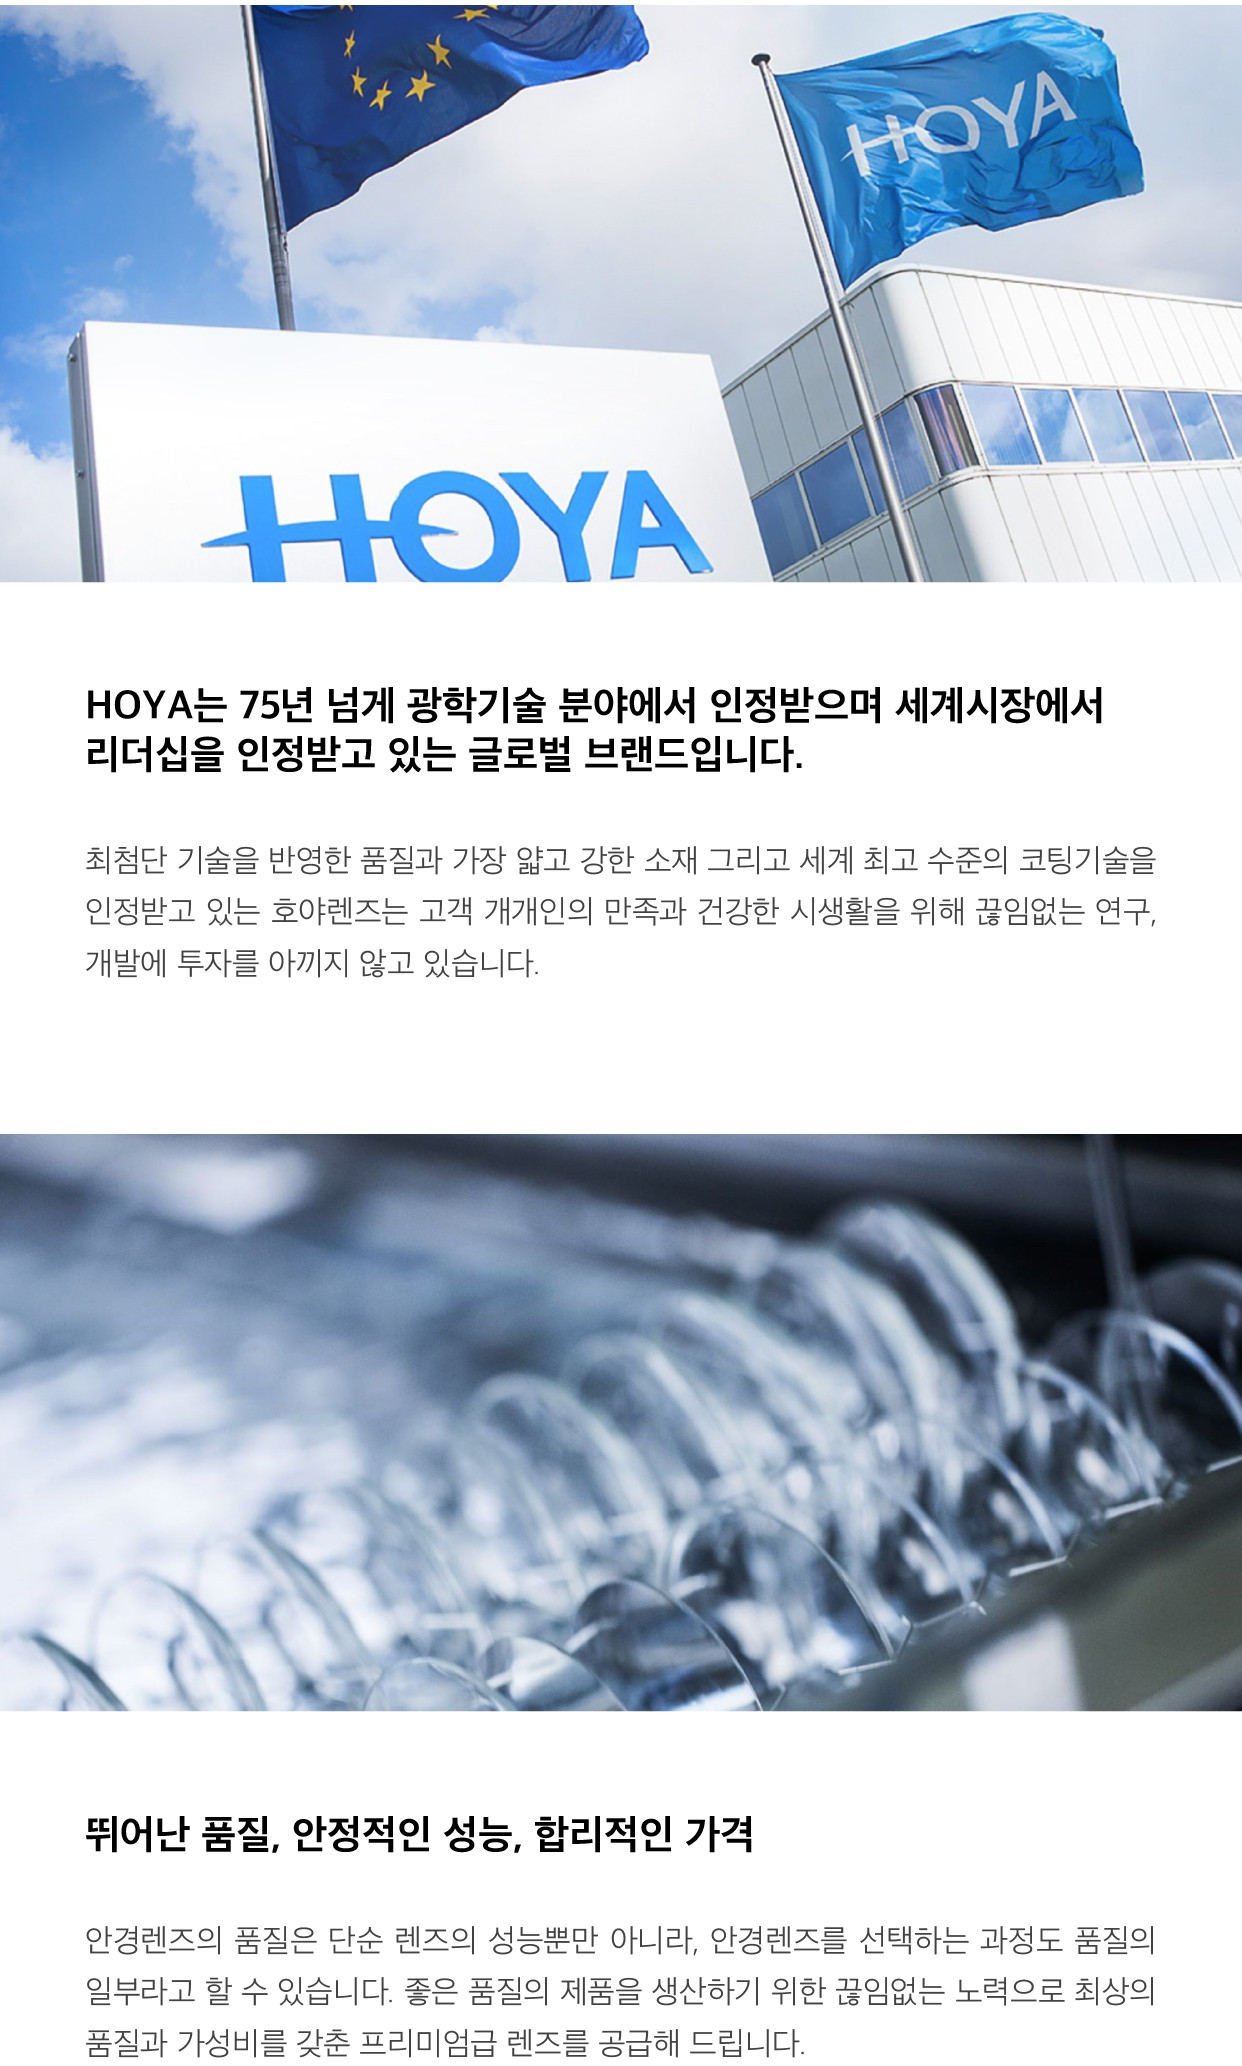 HOYA
HOYA
HOYA는 75년 넘게 광학기술 분야에서 인정받으며 세계시장에서
리더십을 인정받고 있는 글로벌 브랜드입니다.
최첨단 기술을 반영한 품질과 가장 얇고 강한 소재 그리고 세계 최고 수준의 코팅기술을
인정받고 있는 호야렌즈는 고객 개개인의 만족과 건강한 시생활을 위해 끊임없는 연구,
개발에 투자를 아끼지 않고 있습니다.
뛰어난 품질, 안정적인 성능, 합리적인 가격
안경렌즈의 품질은 단순 렌즈의 성능뿐만 아니라, 안경렌즈를 선택하는 과정도 품질의
일부라고 할 수 있습니다. 좋은 품질의 제품을 생산하기 위한 끊임없는 노력으로 최상의
품질과 가성비를 갖춘 프리미엄급 렌즈를 공급해 드립니다.